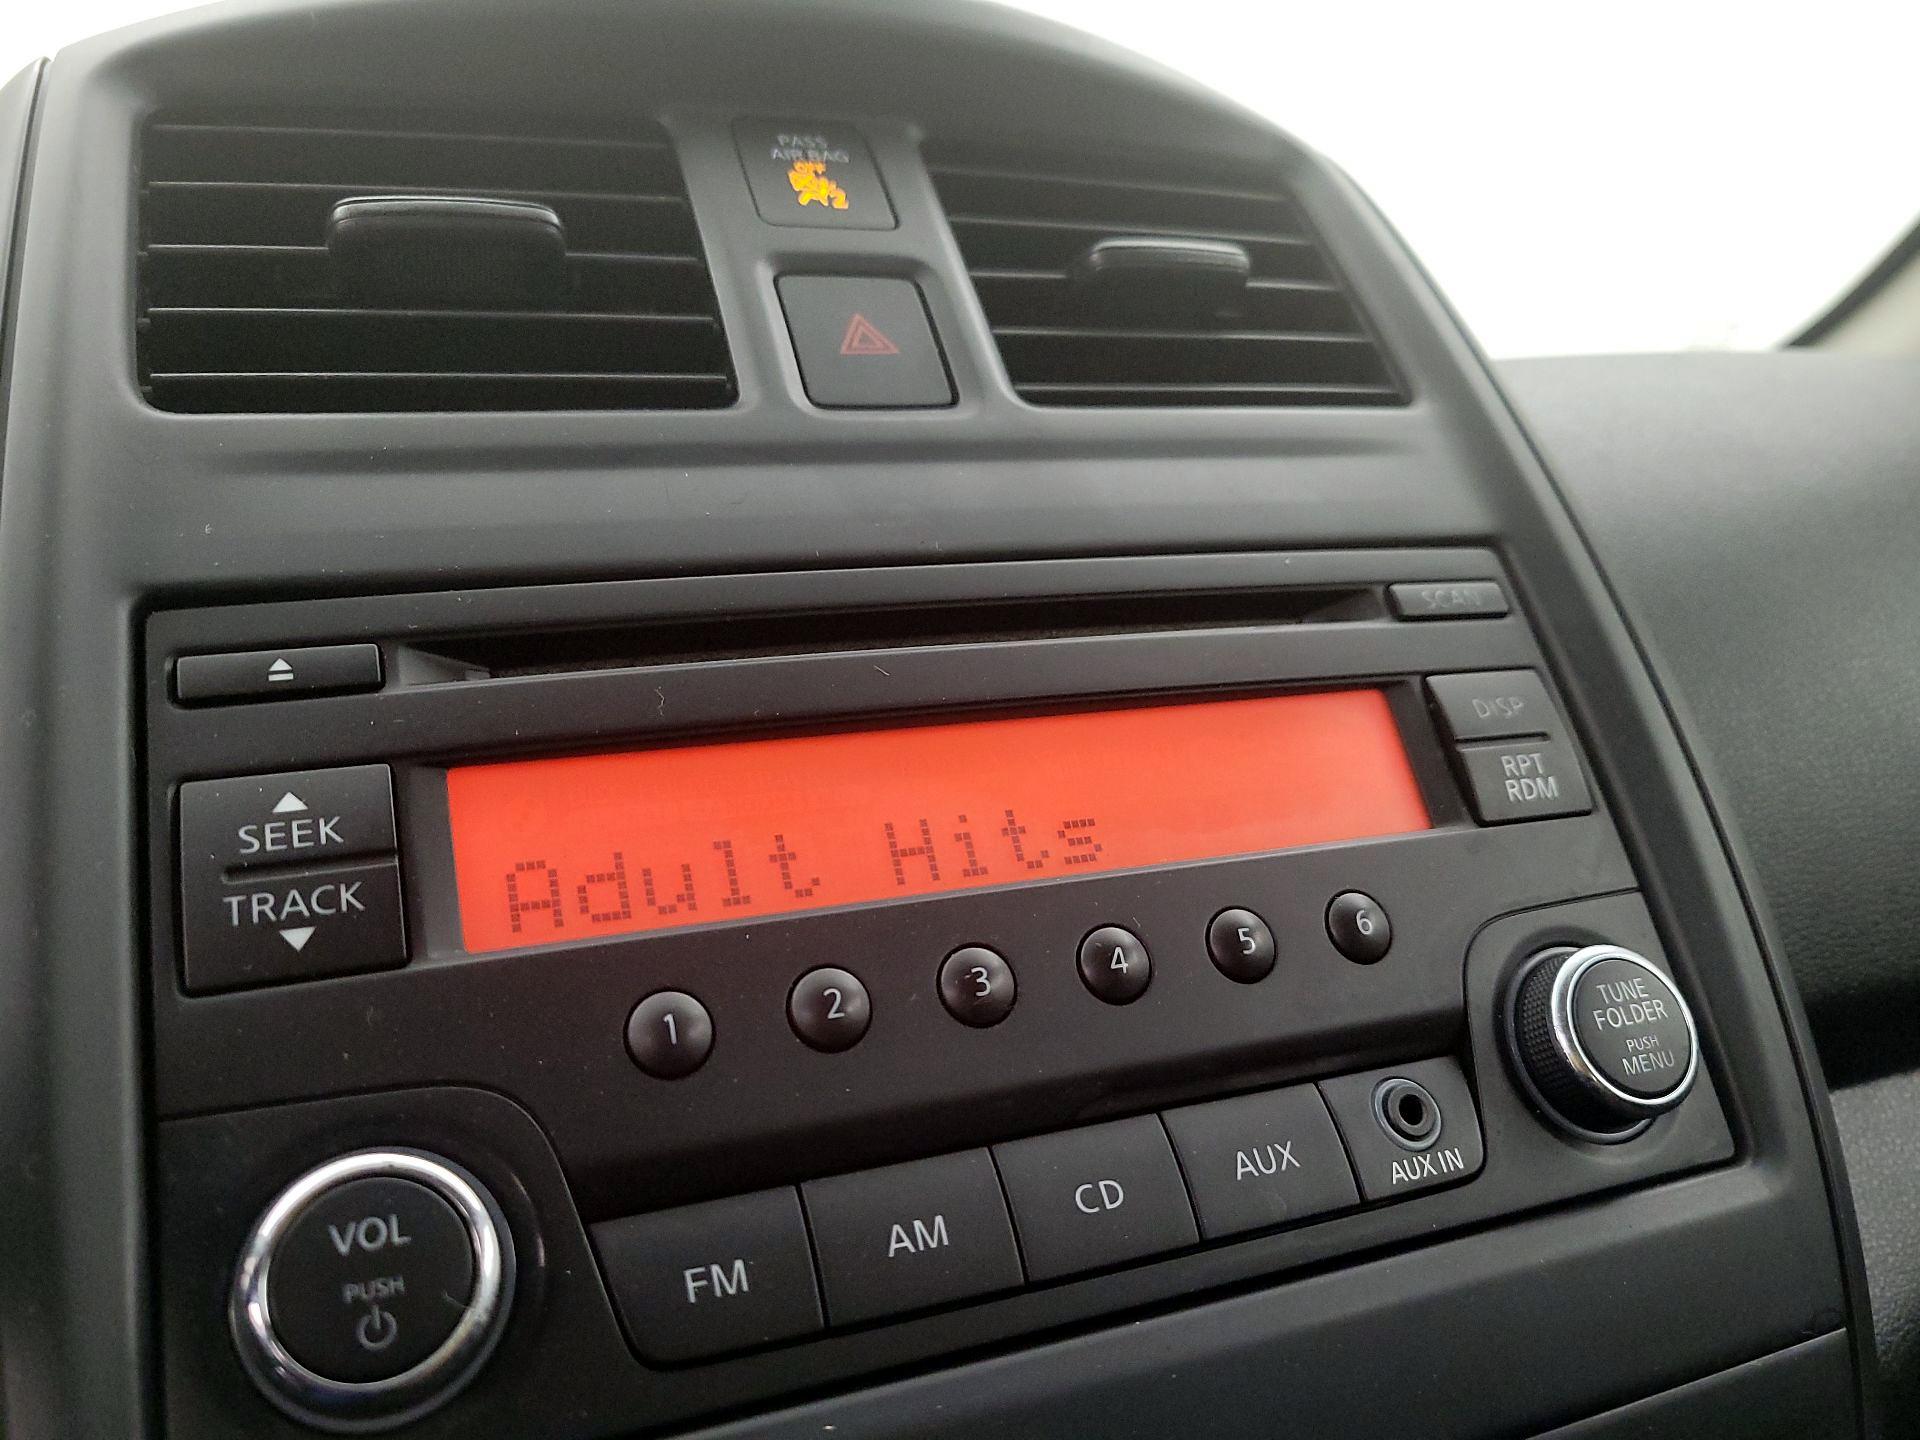 PASS
AIR BAG
OFF
2
SCAN
DISP
RPT
RDM
SEEK
TRACK
Adult Hits
1 2 3 4 5 6
TUNE
FOLDER
PUSH
MENU
VOL
PUSH
FM AM CD AUX AUX IN